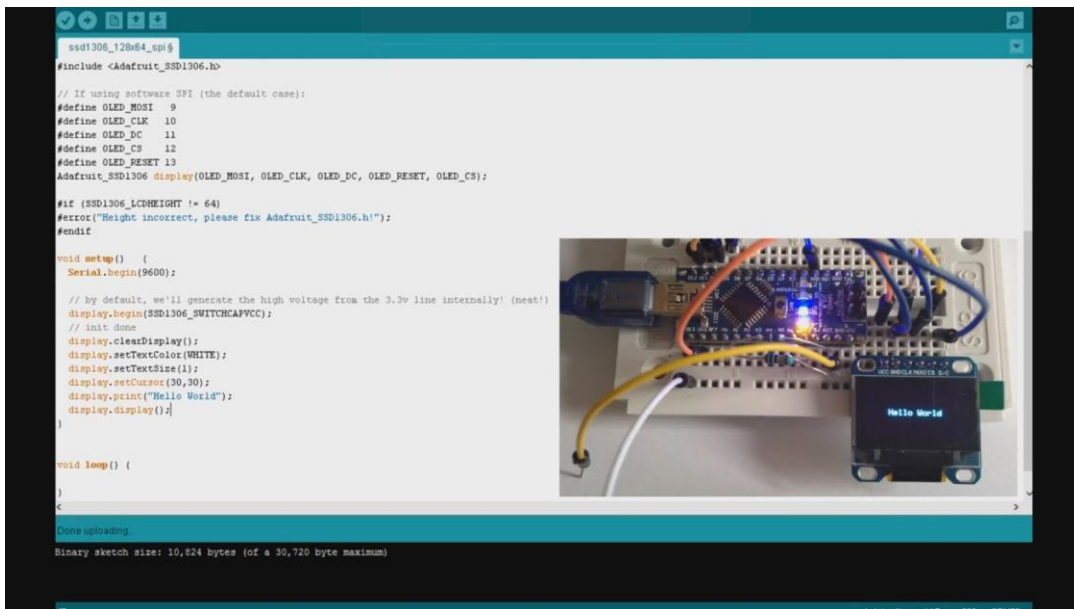 ssd1306_128x64_spi §
#include <Adafruit_SSD1306.h>
// If using software SPI (the default case):
#define OLED_MOSI   9
#define OLED_CLK   10
#define OLED_DC    11
#define OLED_CS    12
#define OLED_RESET 13
Adafruit_SSD1306 display(OLED_MOSI, OLED_CLK, OLED_DC, OLED_RESET, OLED_CS);
#if (SSD1306_LCDHEIGHT != 64)
#error("Height incorrect, please fix Adafruit_SSD1306.h!");
#endif
void setup()   {
Serial.begin(9600);
// by default, we'll generate the high voltage from the 3.3v line internally! (neat!)
display.begin(SSD1306_SWITCHCAPVCC);
// init done
display.clearDisplay();
display.setTextColor(WHITE);
display.setTextSize(1);
display.setCursor(30,30);
display.print("Hello World");
display.display();
}
void loop() {
}
VCC GND CLK MOSI CS D/C
Hello World
Done uploading.
Binary sketch size: 10,824 bytes (of a 30,720 byte maximum)